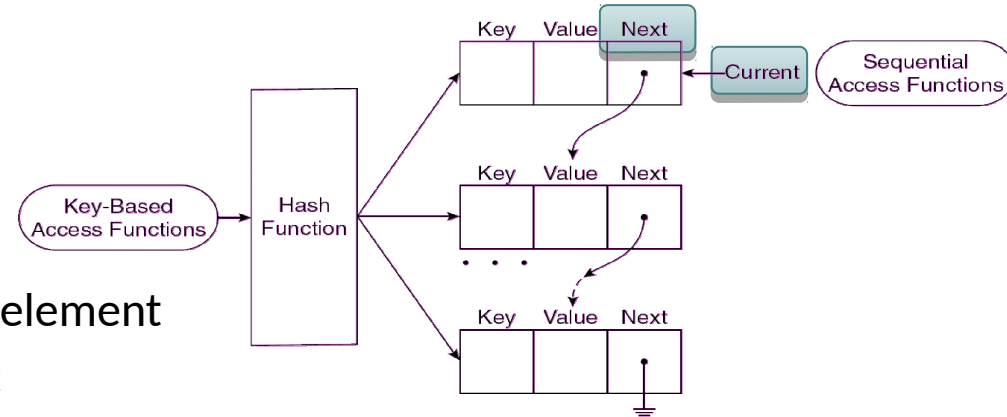 Key Value Next
Current
Sequential
Access Functions
Key Value Next
Key-Based
Access Functions
Hash
Function
. . .
element
Key Value Next